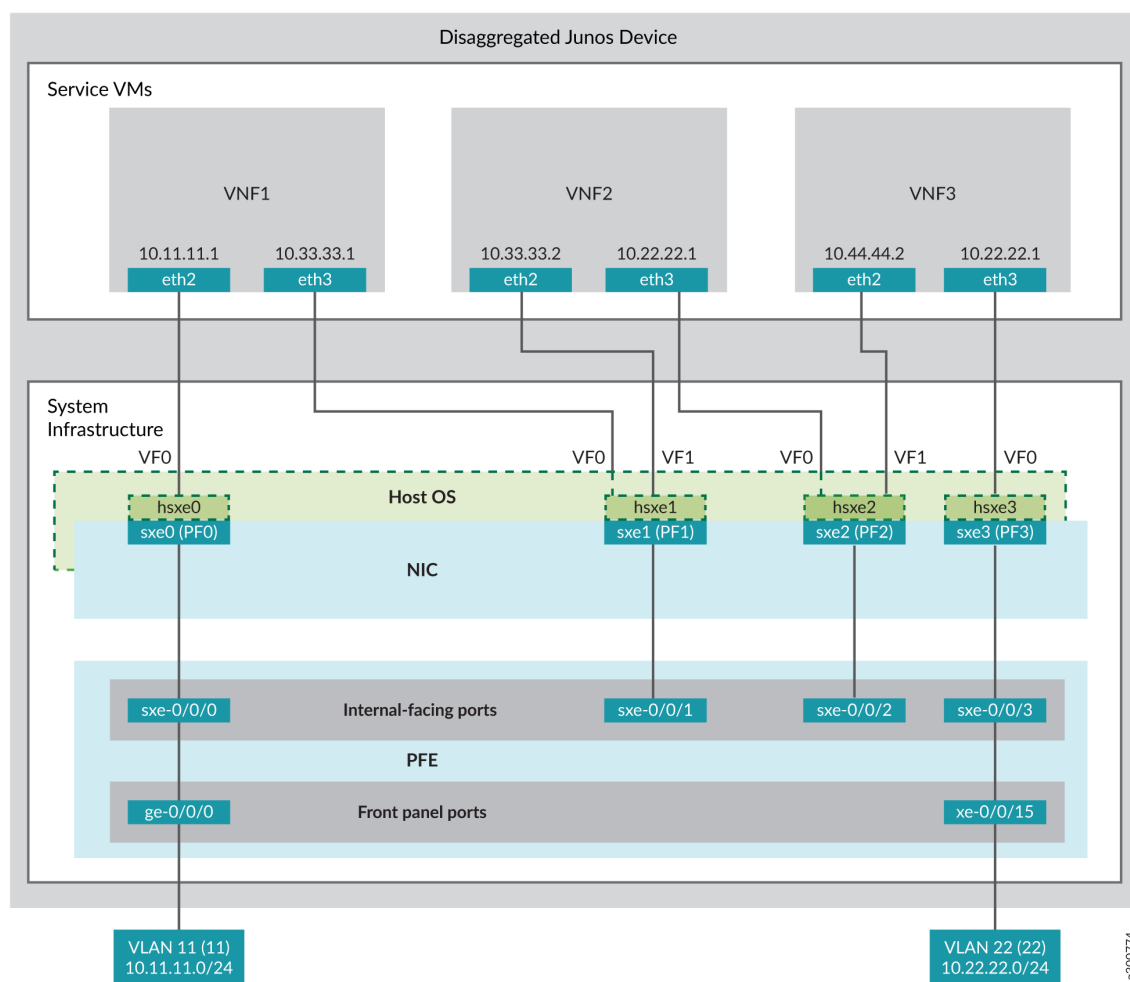 Disaggregated Junos Device
Service VMs
VNF1
VNF2
VNF3
10.11.11.1
10.33.33.1
10.33.33.2
10.22.22.1
10.44.44.2
10.22.22.1
eth2
eth3
eth2
eth3
eth2
eth3
System
Infrastructure
VF0
VF0
VF1
VF0
VF1
VF0
Host OS
hsxe0
hsxe1
hsxe2
hsxe3
sxe0 (PF0)
sxe1 (PF1)
sxe2 (PF2)
sxe3 (PF3)
NIC
sxe-0/0/0
Internal-facing ports
sxe-0/0/1
sxe-0/0/2
sxe-0/0/3
PFE
ge-0/0/0
Front panel ports
xe-0/0/15
VLAN 11 (11)
10.11.11.0/24
VLAN 22 (22)
10.22.22.0/24